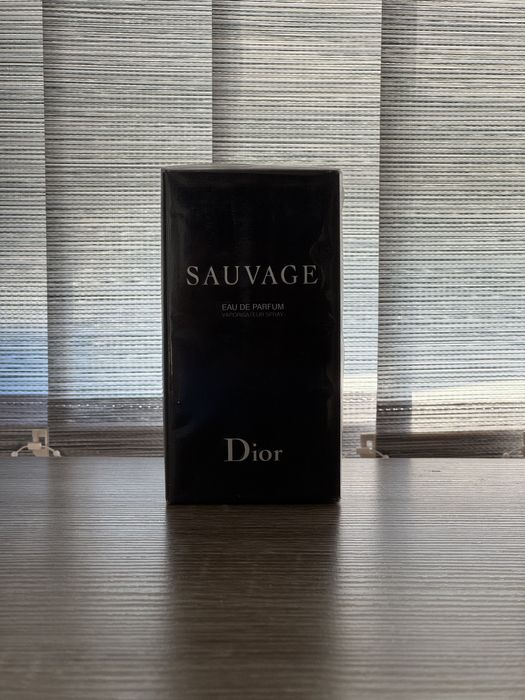 SAUVAGE
EAU DE PARFUM
VAPORISATEUR SPRAY
Dior